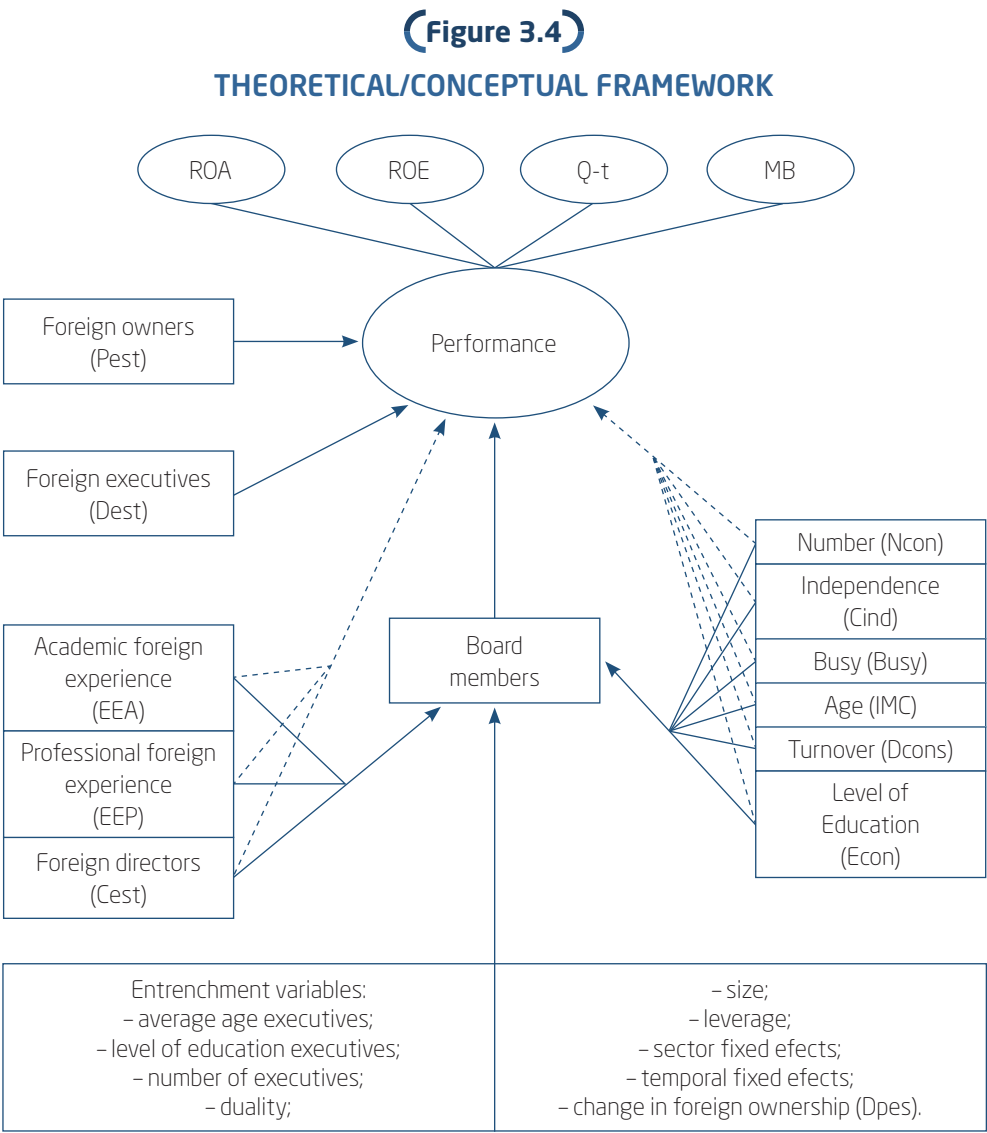 Figure 3.4
THEORETICAL/CONCEPTUAL FRAMEWORK
ROA
ROE
Q-t
MB
Foreign owners
(Pest)
Performance
Foreign executives
(Dest)
Academic foreign
experience
(EEA)
Professional foreign
experience
(EEP)
Foreign directors
(Cest)
Board
members
Number (Ncon)
Independence
(Cind)
Busy (Busy)
Age (IMC)
Turnover (Dcons)
Level of
Education
(Econ)
Entrenchment variables:
– average age executives;
– level of education executives;
– number of executives;
– duality;
– size;
– leverage;
– sector fixed efects;
– temporal fixed efects;
– change in foreign ownership (Dpes).